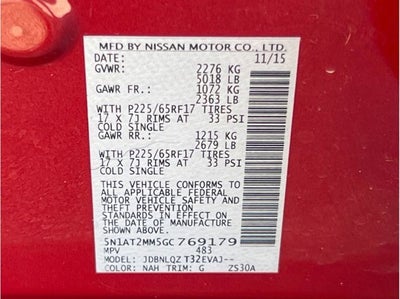 MFD BY NISSAN MOTOR CO., LTD.
DATE: 11/15
GVWR: 2276 KG
5018 LB
GAWR FR.: 1072 KG
2363 LB
WITH P225/65RF17 TIRES
17 X 7J RIMS AT 33 PSI
COLD SINGLE
GAWR RR.: 1215 KG
2679 LB
WITH P225/65RF17 TIRES
17 X 7J RIMS AT 33 PSI
COLD SINGLE
THIS VEHICLE CONFORMS TO
ALL APPLICABLE FEDERAL
MOTOR VEHICLE SAFETY AND
THEFT PREVENTION
STANDARDS IN EFFECT ON
THE DATE OF MANUFACTURE
SHOWN ABOVE.
5N1AT2MM5GC769179
MPV 483
MODEL: JDBNLQZ T32EVAJ--
COLOR: NAH TRIM: G ZS30A